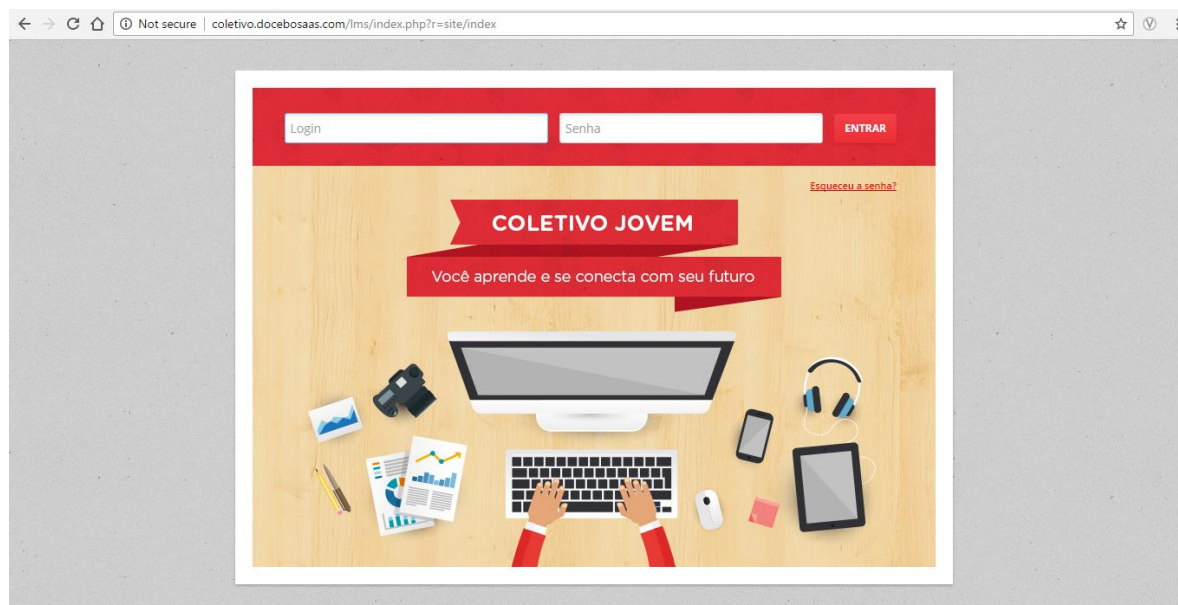 Not secure | coletivo.docebosaas.com/lms/index.php?r=site/index
Login Senha ENTRAR
Esqueceu a senha?
COLETIVO JOVEM
Você aprende e se conecta com seu futuro